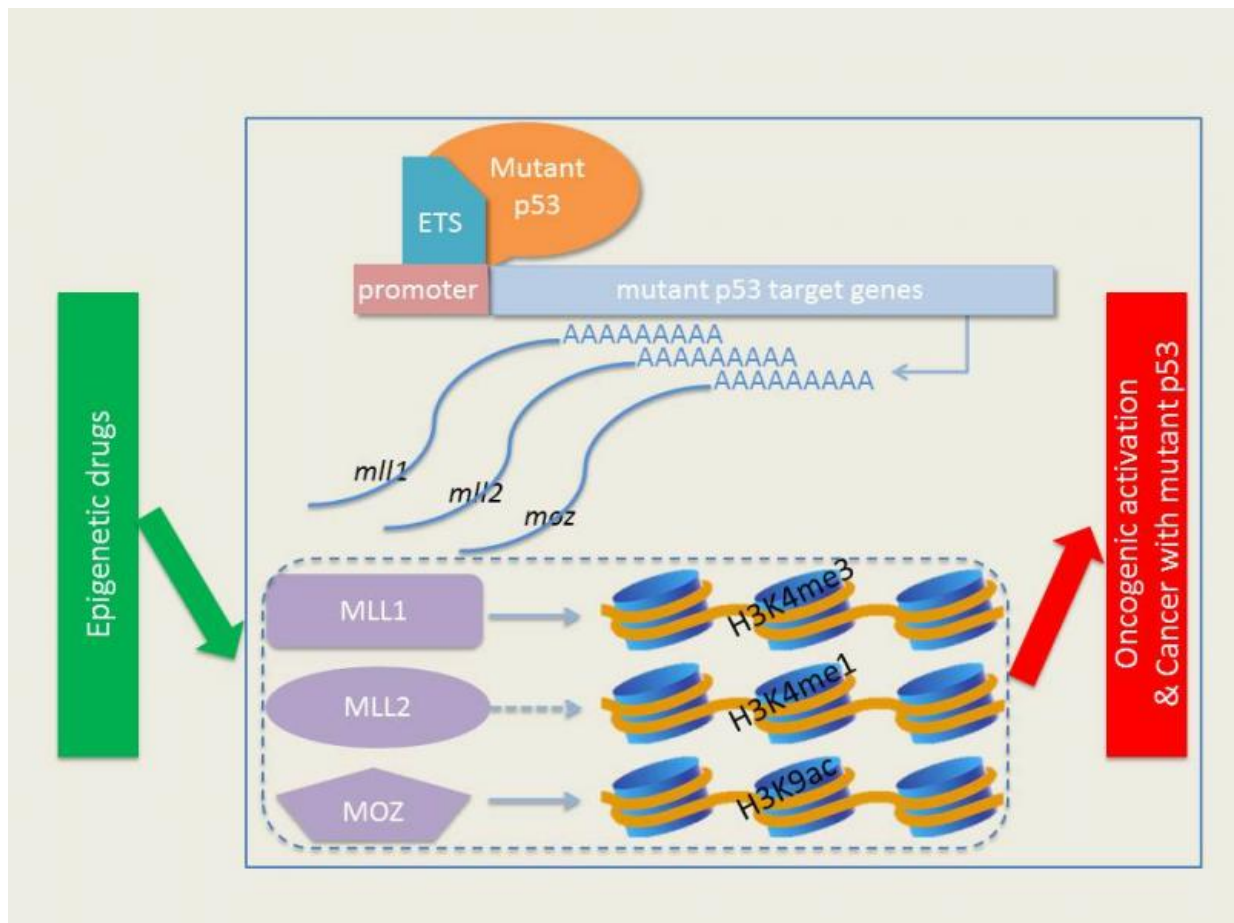 Mutant
p53
ETS
promoter
mutant p53 target genes
AAAAAAAAA
AAAAAAAAA
AAAAAAAAA
mll1
mll2
moz
Epigenetic drugs
MLL1
H3K4me3
MLL2
H3K4me1
MOZ
H3K9ac
Oncogenic activation
& Cancer with mutant p53